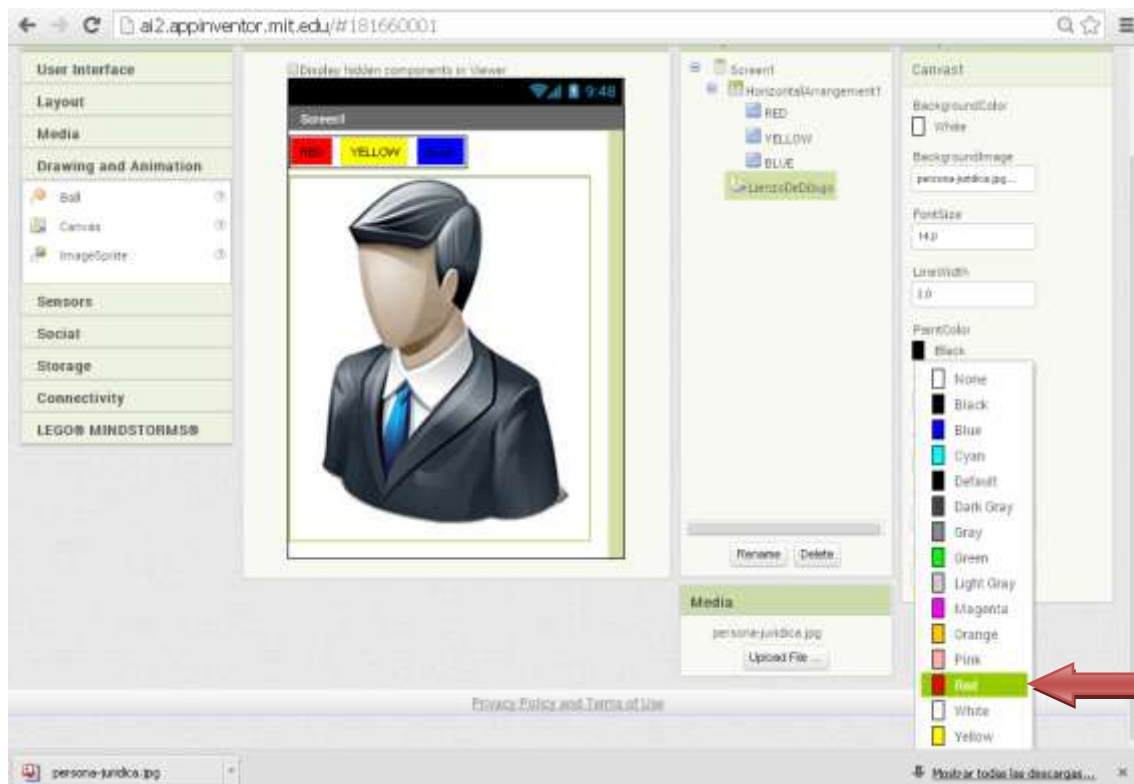 ai2.appinventor.mit.edu/#181660001
User Interface
Layout
Media
Drawing and Animation
Ball
Canvas
ImageSprite
Sensors
Social
Storage
Connectivity
LEGO® MINDSTORMS®
Display hidden components in Viewer
9:48
Screen1
RED YELLOW BLUE
Screen1
HorizontalArrangement1
RED
YELLOW
BLUE
LienzoDeDibujo
Rename Delete
Media
persona-juridica.jpg
Upload File ...
Canvas1
BackgroundColor
White
BackgroundImage
persona-juridica.jpg...
FontSize
14.0
LineWidth
2.0
PaintColor
Black
None
Black
Blue
Cyan
Default
Dark Gray
Gray
Green
Light Gray
Magenta
Orange
Pink
Red
White
Yellow
Privacy Policy and Terms of Use
persona-juridica.jpg
Mostrar todas las descargas...